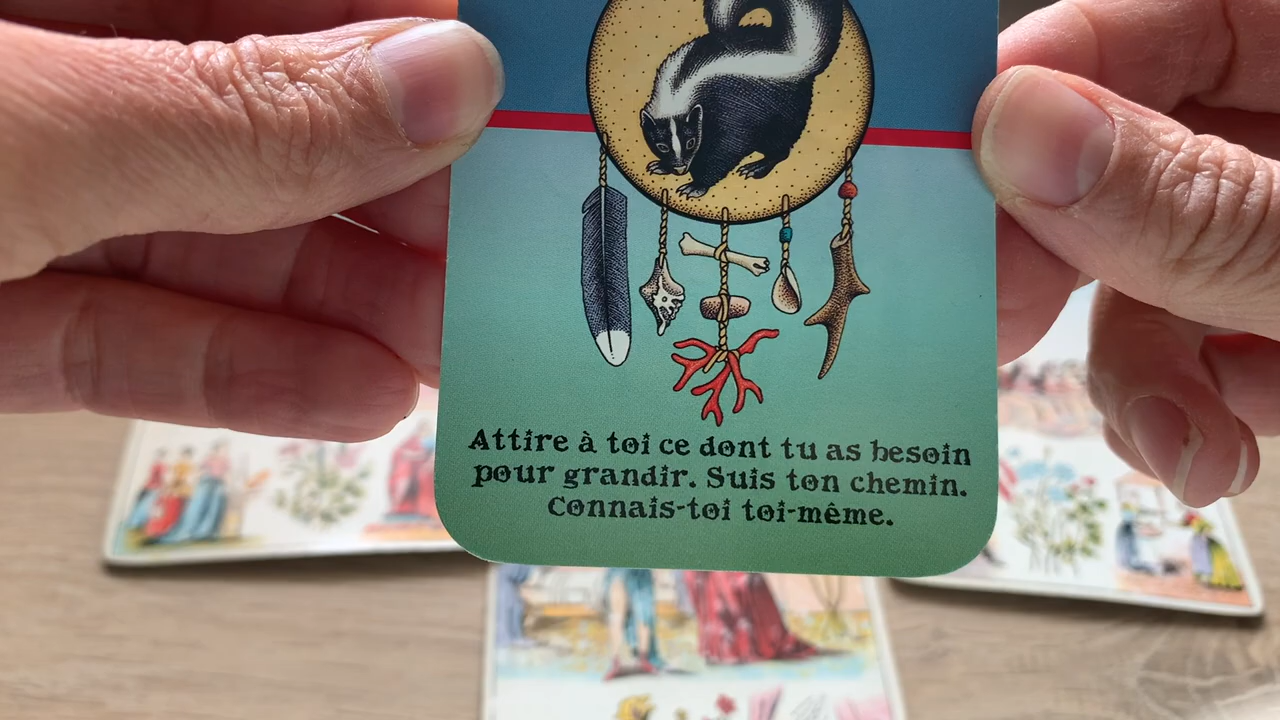 Attire à toi ce dont tu as besoin
pour grandir. Suis ton chemin.
Connais-toi toi-même.